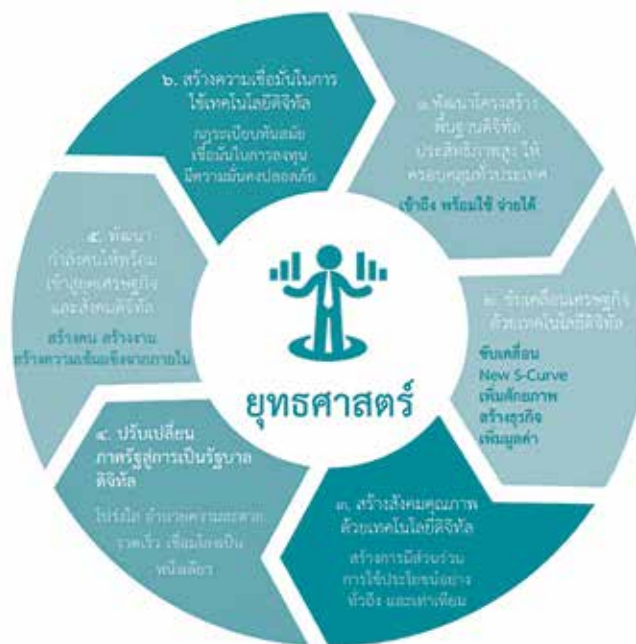 ๖. สร้างความเชื่อมั่นในการ
ใช้เทคโนโลยีดิจิทัล
กฎระเบียบทันสมัย
เชื่อมั่นในการลงทุน
มีความมั่นคงปลอดภัย
๑.พัฒนาโครงสร้าง
พื้นฐานดิจิทัล
ประสิทธิภาพสูง ให้
ครอบคลุมทั่วประเทศ
เข้าถึง พร้อมใช้ จ่ายได้
๒. ขับเคลื่อนเศรษฐกิจ
ด้วยเทคโนโลยีดิจิทัล
ขับเคลื่อน
New S-Curve
เพิ่มศักยภาพ
สร้างธุรกิจ
เพิ่มมูลค่า
๓. สร้างสังคมคุณภาพ
ด้วยเทคโนโลยีดิจิทัล
สร้างการมีส่วนร่วม
การใช้ประโยชน์อย่าง
ทั่วถึง และเท่าเทียม
๔. ปรับเปลี่ยน
ภาครัฐสู่การเป็นรัฐบาล
ดิจิทัล
โปร่งใส อำนวยความสะดวก
รวดเร็ว เชื่อมโยงเป็น
หนึ่งเดียว
๕. พัฒนา
กำลังคนให้พร้อม
เข้าสู่ยุคเศรษฐกิจ
และสังคมดิจิทัล
สร้างคน สร้างงาน
สร้างความเข้มแข็งจากภายใน
ยุทธศาสตร์